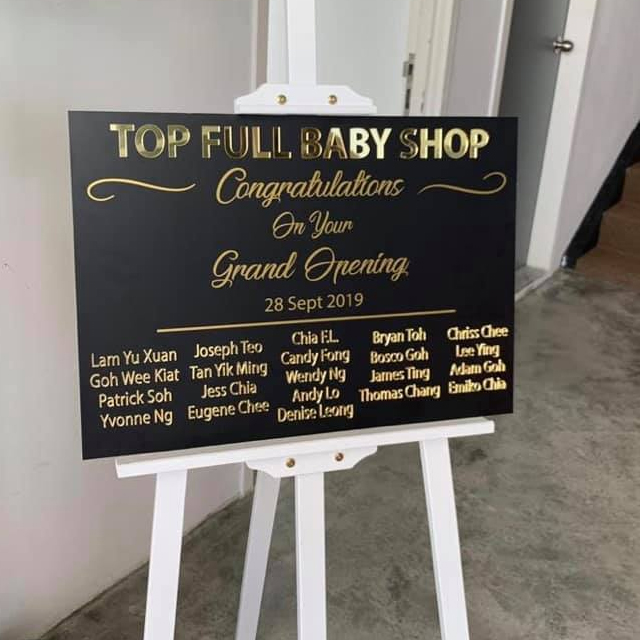 TOP FULL BABY SHOP
Congratulations
On Your
Grand Opening
28 Sept 2019
Lam Yu Xuan
Goh Wee Kiat
Patrick Soh
Yvonne Ng
Joseph Teo
Tan Yik Ming
Jess Chia
Eugene Chee
Chia F.L.
Candy Fong
Wendy Ng
Andy Lo
Denise Leong
Bryan Toh
Bosco Goh
James Ting
Thomas Chang
Chriss Chee
Lee Ying
Adam Goh
Emiko Chia